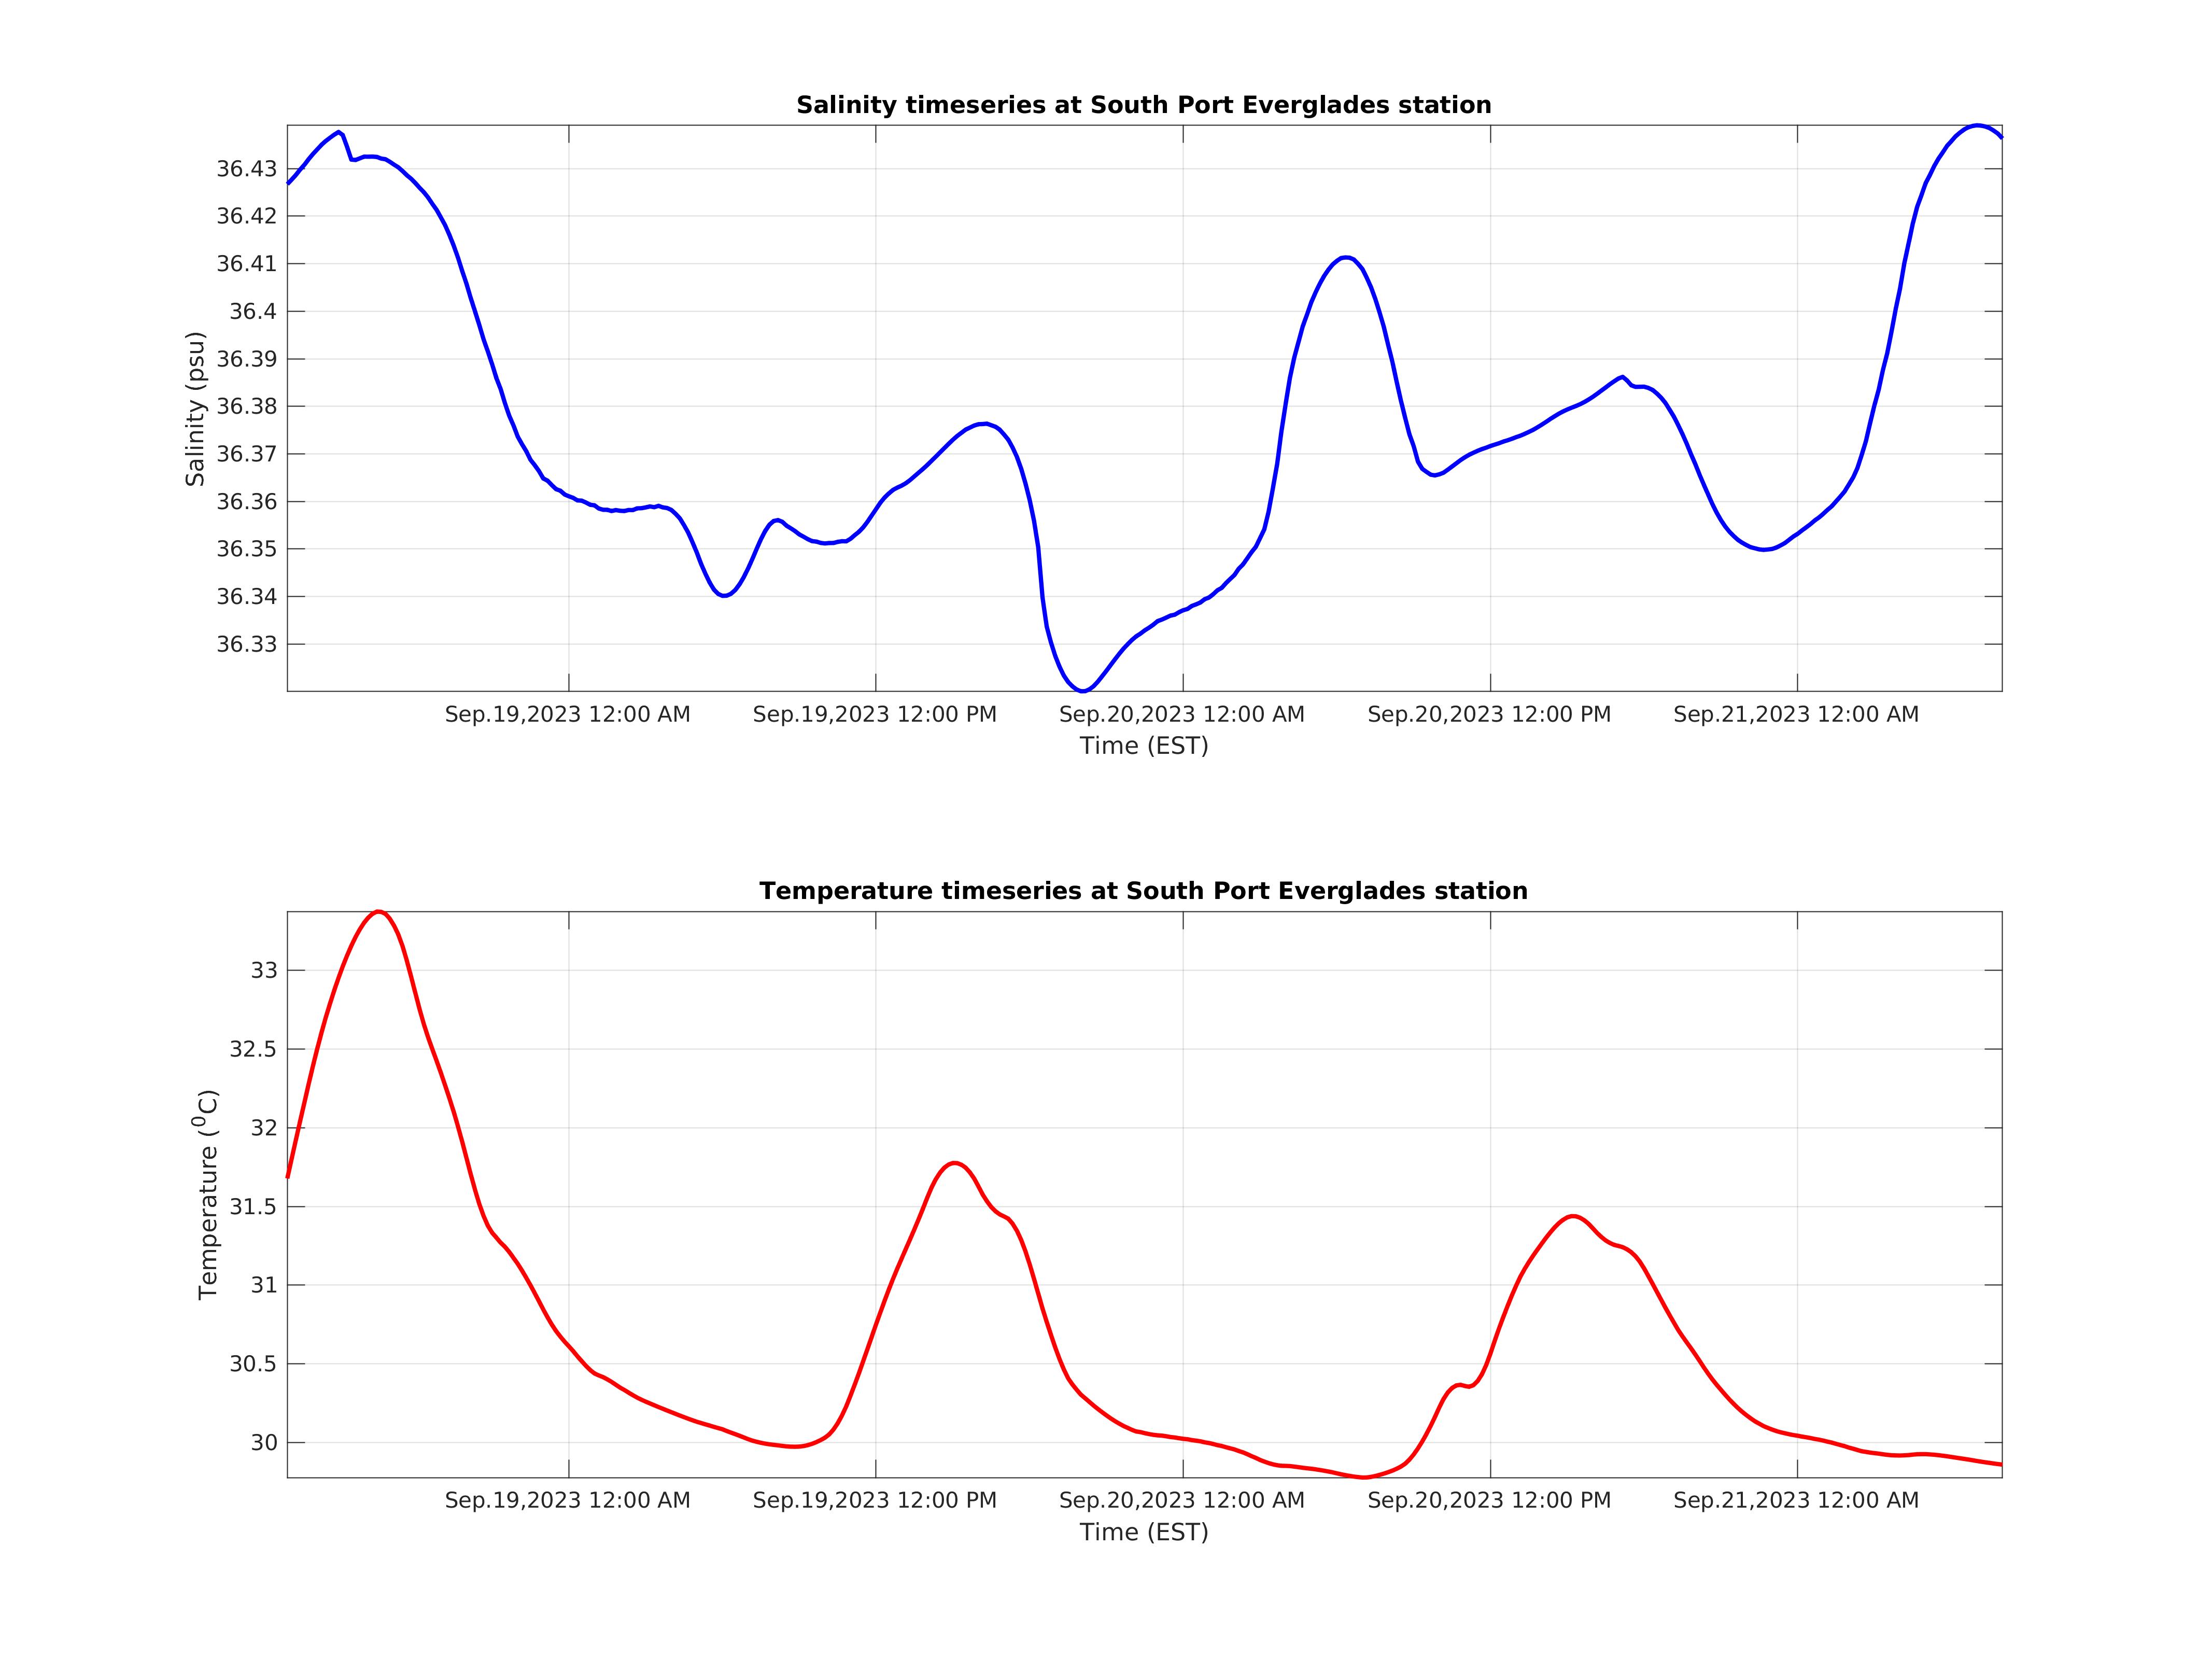 Salinity timeseries at South Port Everglades station
36.43
36.42
36.41
36.4
36.39
36.38
36.37
36.36
36.35
36.34
36.33
Salinity (psu)
Sep.19,2023 12:00 AM
Sep.19,2023 12:00 PM
Sep.20,2023 12:00 AM
Sep.20,2023 12:00 PM
Sep.21,2023 12:00 AM
Time (EST)
Temperature timeseries at South Port Everglades station
33
32.5
32
31.5
31
30.5
30
Temperature (⁰C)
Sep.19,2023 12:00 AM
Sep.19,2023 12:00 PM
Sep.20,2023 12:00 AM
Sep.20,2023 12:00 PM
Sep.21,2023 12:00 AM
Time (EST)